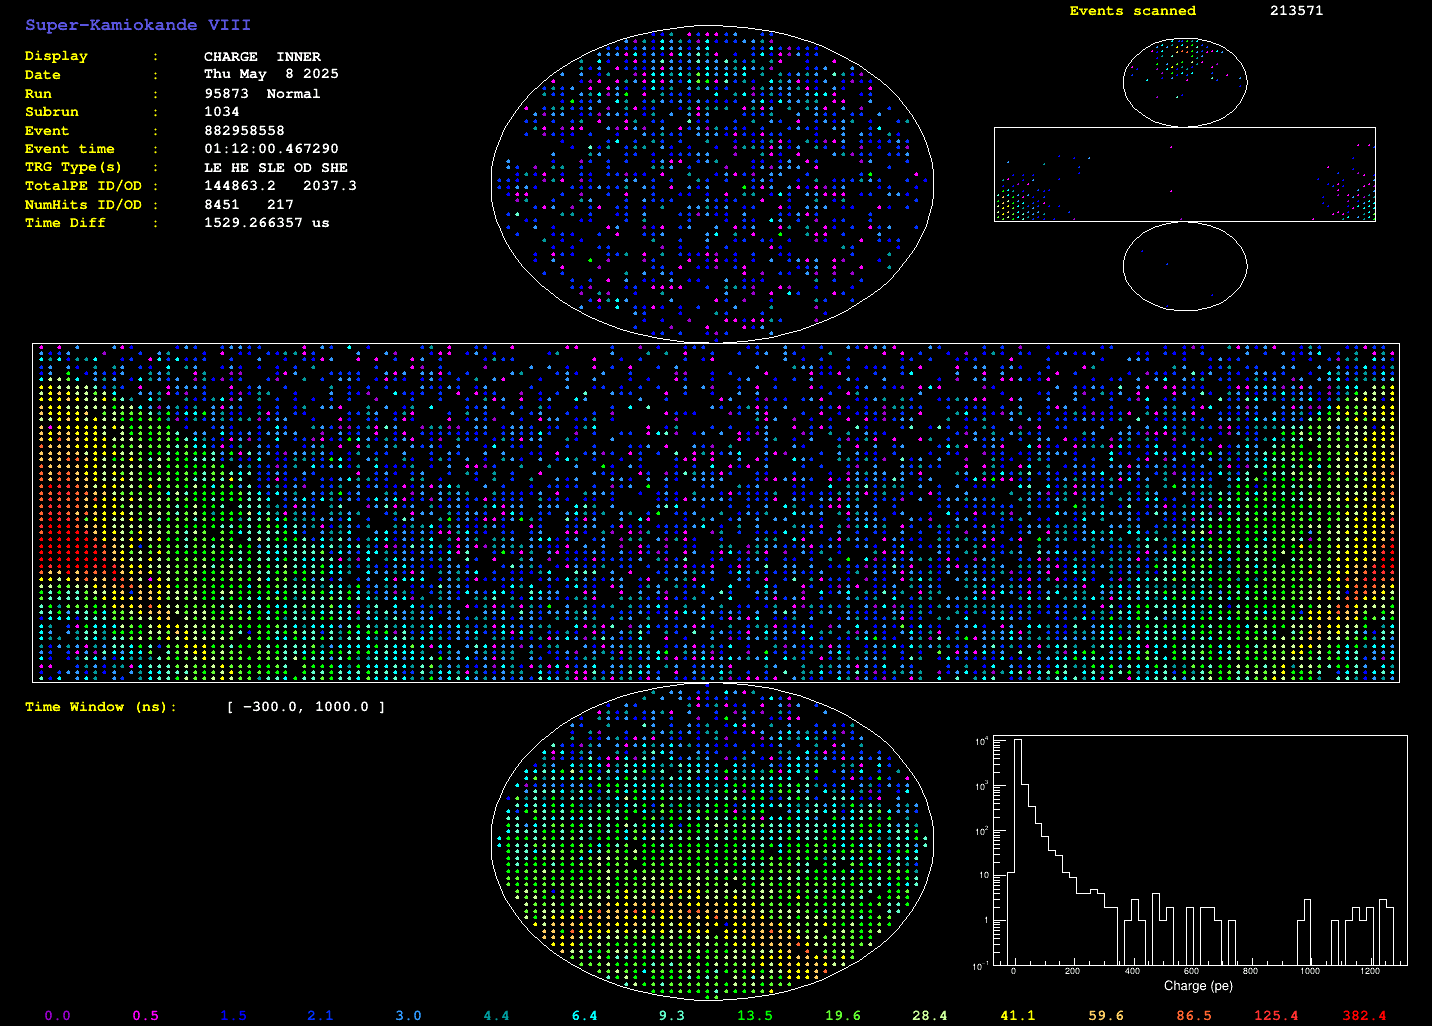 Super-Kamiokande VIII
Events scanned 213571
Display : CHARGE INNER
Date : Thu May 8 2025
Run : 95873 Normal
Subrun : 1034
Event : 882958558
Event time : 01:12:00.467290
TRG Type(s) : LE HE SLE OD SHE
TotalPE ID/OD : 144863.2 2037.3
NumHits ID/OD : 8451 217
Time Diff : 1529.266357 us
Time Window (ns): [ -300.0, 1000.0 ]
10^4
10^3
10^2
10
1
10^-1
0 200 400 600 800 1000 1200
Charge (pe)
0.0 0.5 1.5 2.1 3.0 4.4 6.4 9.3 13.5 19.6 28.4 41.1 59.6 86.5 125.4 382.4